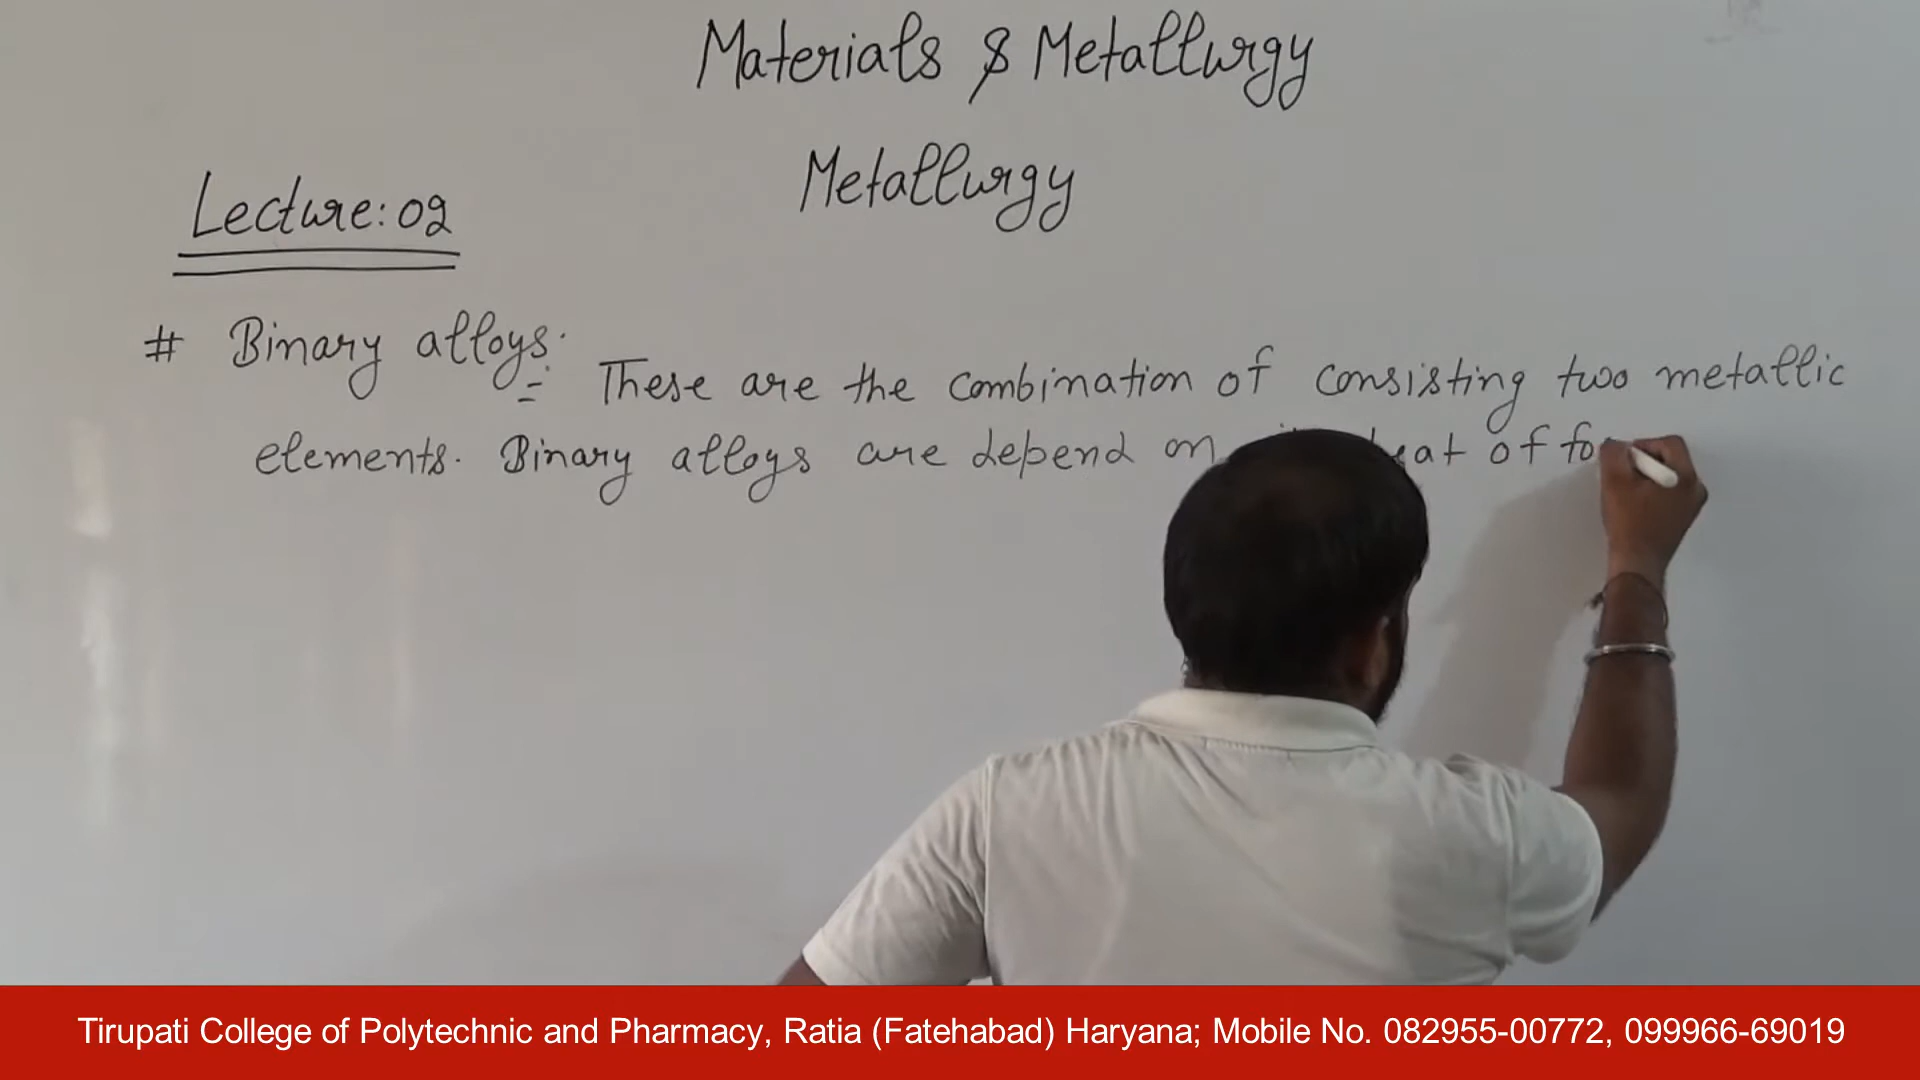 Materials & Metallurgy
Metallurgy
Lecture: 02
# Binary alloys:- These are the combination of consisting two metallic
elements. Binary alloys are depend on of
Tirupati College of Polytechnic and Pharmacy, Ratia (Fatehabad) Haryana; Mobile No. 082955-00772, 099966-69019